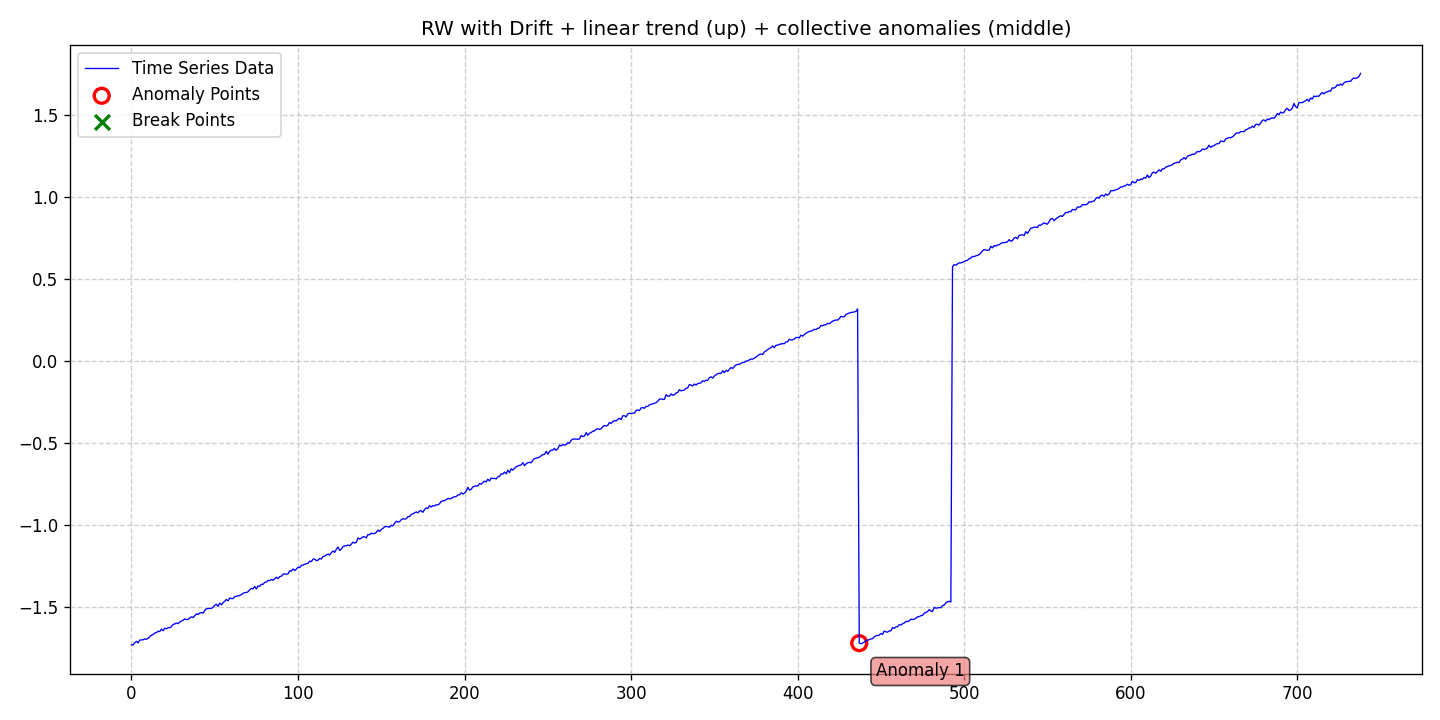 RW with Drift + linear trend (up) + collective anomalies (middle)
Time Series Data
Anomaly Points
Break Points
1.5
1.0
0.5
0.0
−0.5
−1.0
−1.5
Anomaly 1
0 100 200 300 400 500 600 700